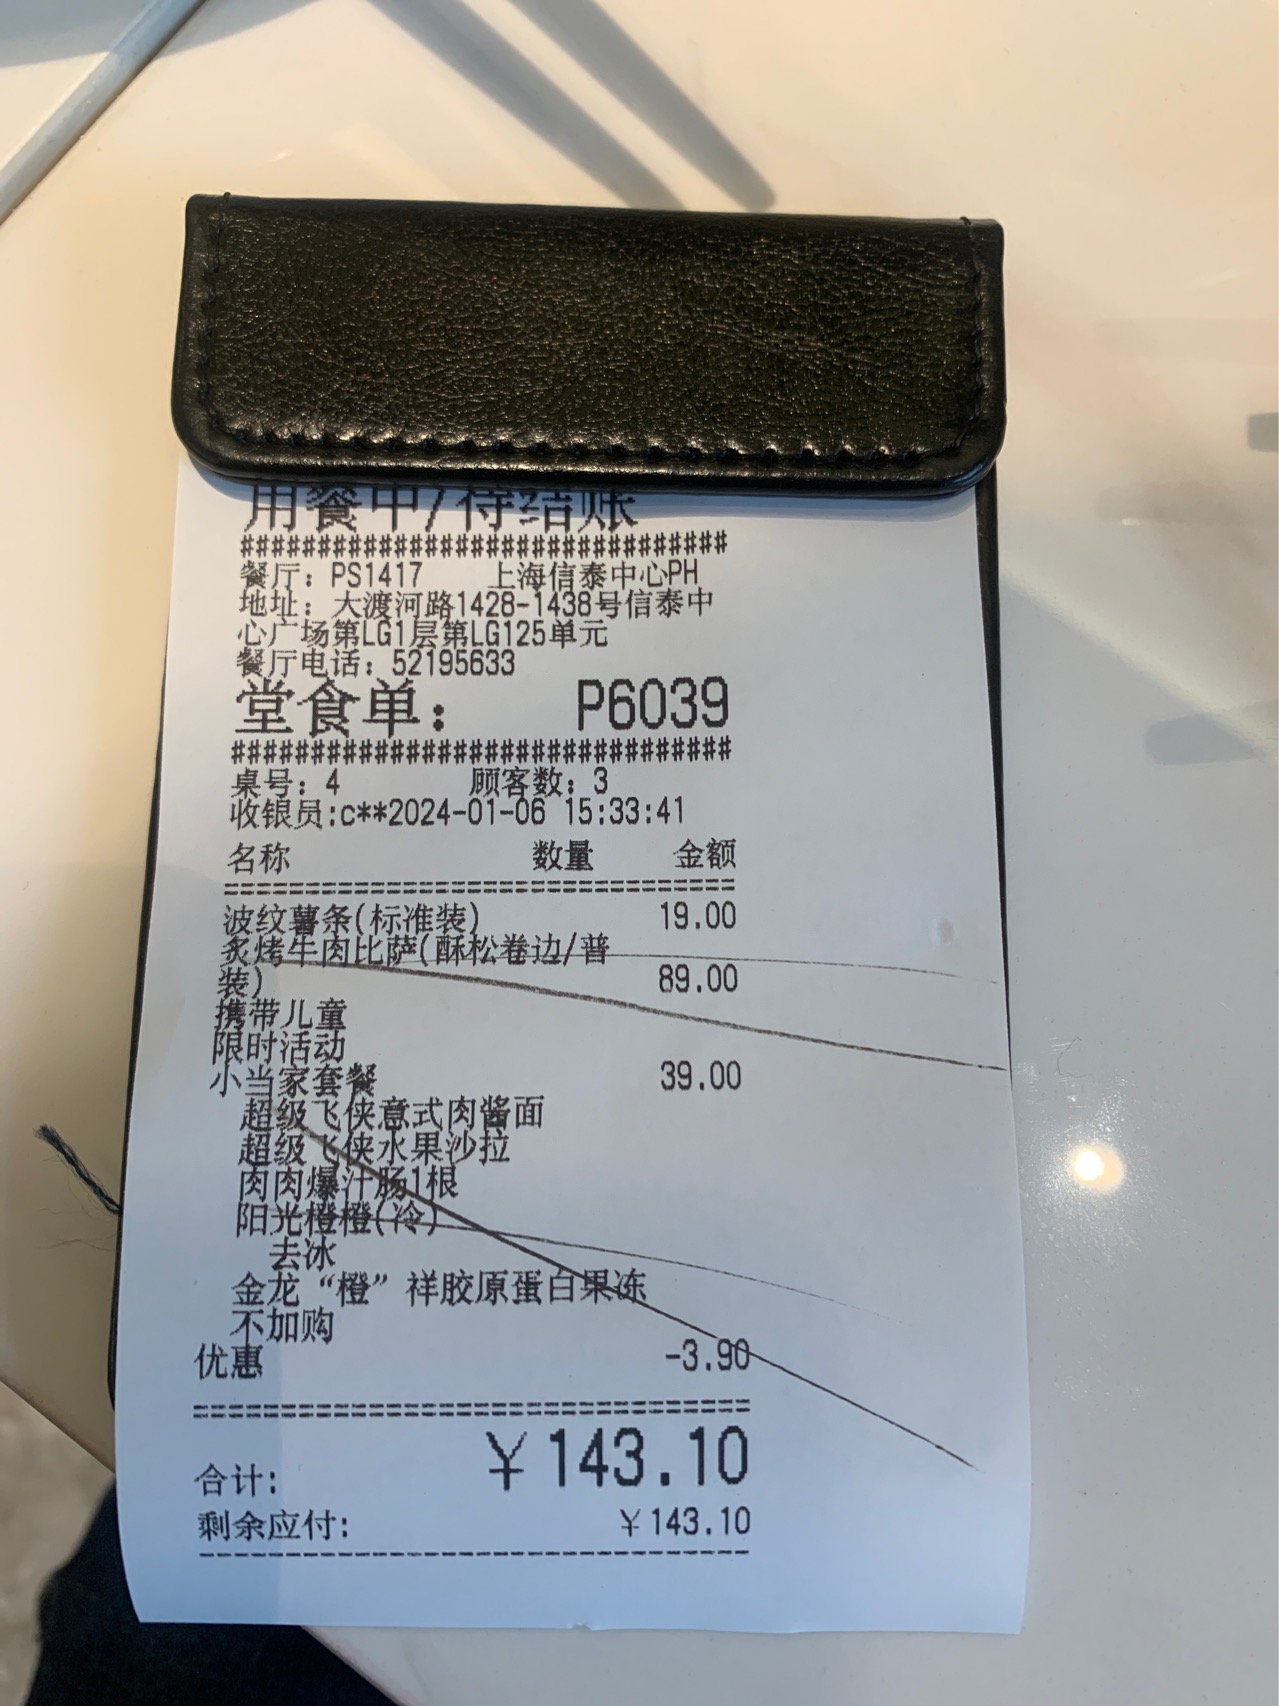 用餐中/待结账
################################
餐厅：PS1417 上海信泰中心PH
地址：大渡河路1428-1438号信泰中
心广场第LG1层第LG125单元
餐厅电话：52195633
堂食单： P6039
################################
桌号：4 顾客数：3
收银员:c**2024-01-06 15:33:41
名称 数量 金额
================================
波纹薯条(标准装) 19.00
炙烤牛肉比萨(酥松卷边/普
装) 89.00
携带儿童
限时活动
小当家套餐 39.00
超级飞侠意式肉酱面
超级飞侠水果沙拉
肉肉爆汁肠1根
阳光橙橙(冷)
去冰
金龙“橙”祥胶原蛋白果冻
不加购
优惠 -3.90
================================
合计: ￥143.10
剩余应付: ￥143.10
--------------------------------